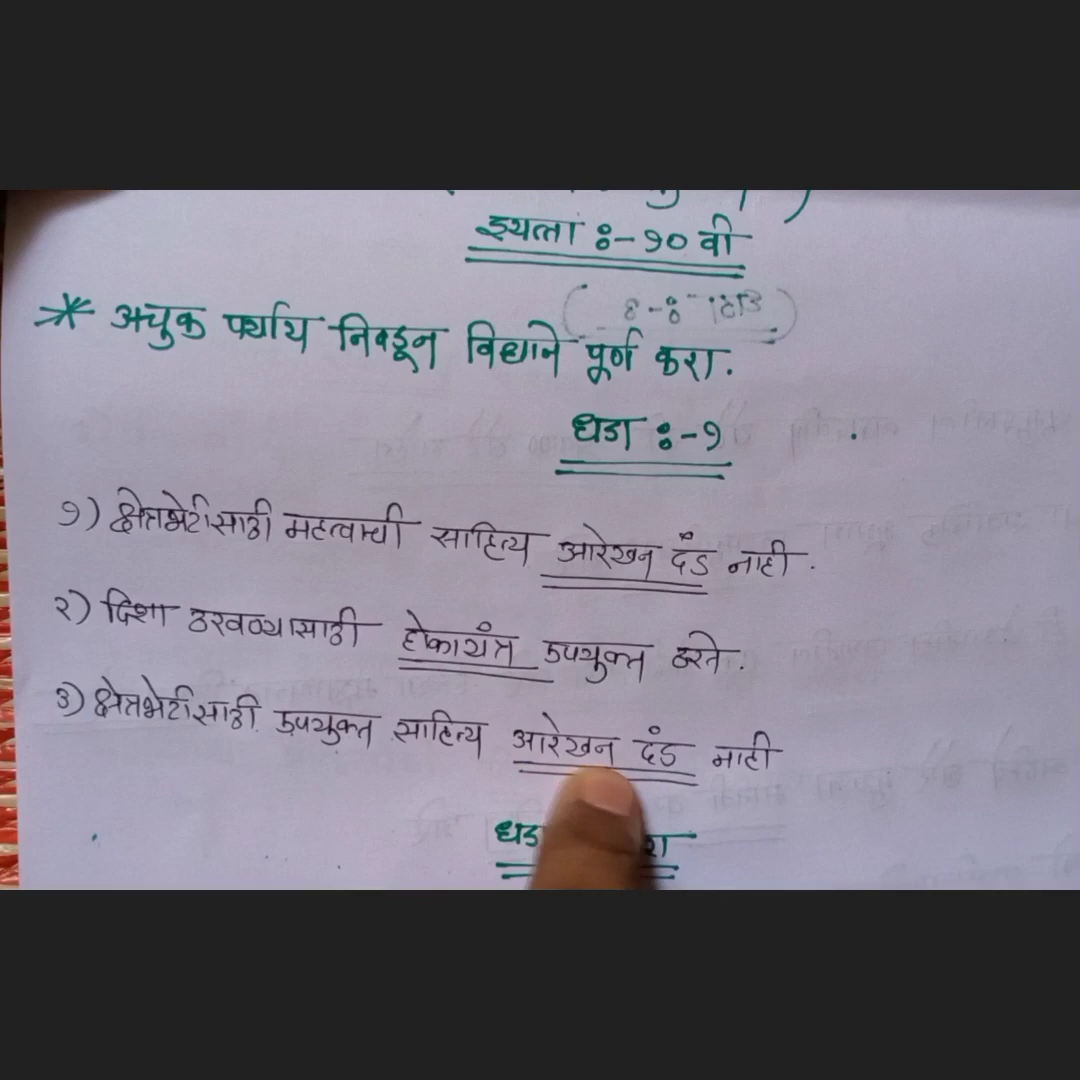 इयत्ता :- १० वी
* अचुक पर्याय निवडून विधाने पूर्ण करा.
धडा :- १
१) क्षेत्रभेटीसाठी महत्वाची साहित्य आरेखन दंड नाही.
२) दिशा ठरवण्यासाठी होकायंत्र उपयुक्त ठरते.
३) क्षेत्रभेटीसाठी उपयुक्त साहित्य आरेखन दंड नाही